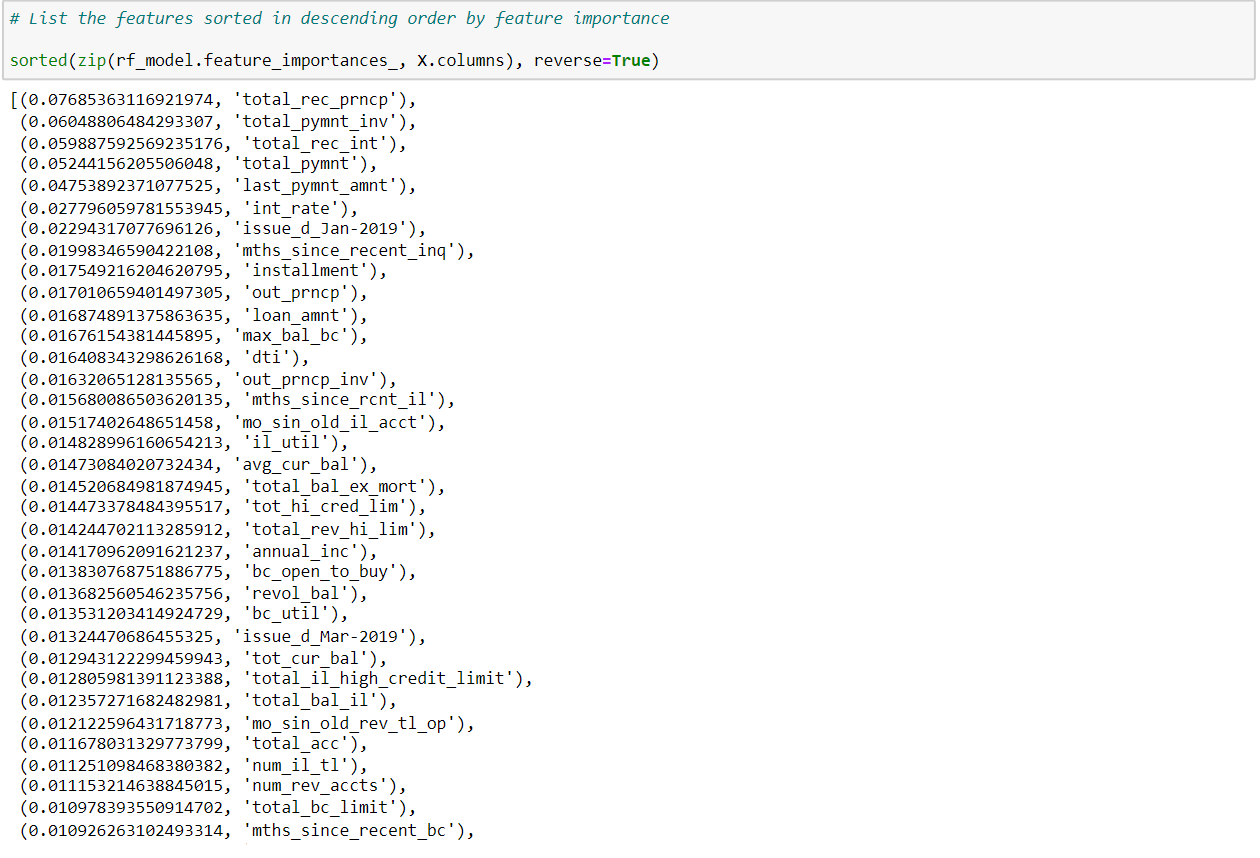 # List the features sorted in descending order by feature importance
sorted(zip(rf_model.feature_importances_, X.columns), reverse=True)
[(0.07685363116921974, 'total_rec_prncp'),
(0.06048806484293307, 'total_pymnt_inv'),
(0.059887592569235176, 'total_rec_int'),
(0.05244156205506048, 'total_pymnt'),
(0.04753892371077525, 'last_pymnt_amnt'),
(0.027796059781553945, 'int_rate'),
(0.02294317077696126, 'issue_d_Jan-2019'),
(0.01998346590422108, 'mths_since_recent_inq'),
(0.017549216204620795, 'installment'),
(0.017010659401497305, 'out_prncp'),
(0.016874891375863635, 'loan_amnt'),
(0.01676154381445895, 'max_bal_bc'),
(0.016408343298626168, 'dti'),
(0.01632065128135565, 'out_prncp_inv'),
(0.015680086503620135, 'mths_since_rcnt_il'),
(0.01517402648651458, 'mo_sin_old_il_acct'),
(0.014828996160654213, 'il_util'),
(0.01473084020732434, 'avg_cur_bal'),
(0.014520684981874945, 'total_bal_ex_mort'),
(0.014473378484395517, 'tot_hi_cred_lim'),
(0.014244702113285912, 'total_rev_hi_lim'),
(0.014170962091621237, 'annual_inc'),
(0.013830768751886775, 'bc_open_to_buy'),
(0.013682560546235756, 'revol_bal'),
(0.013531203414924729, 'bc_util'),
(0.01324470686455325, 'issue_d_Mar-2019'),
(0.012943122299459943, 'tot_cur_bal'),
(0.012805981391123388, 'total_il_high_credit_limit'),
(0.012357271682482981, 'total_bal_il'),
(0.012122596431718773, 'mo_sin_old_rev_tl_op'),
(0.011678031329773799, 'total_acc'),
(0.011251098468380382, 'num_il_tl'),
(0.011153214638845015, 'num_rev_accts'),
(0.010978393550914702, 'total_bc_limit'),
(0.010926263102493314, 'mths_since_recent_bc'),